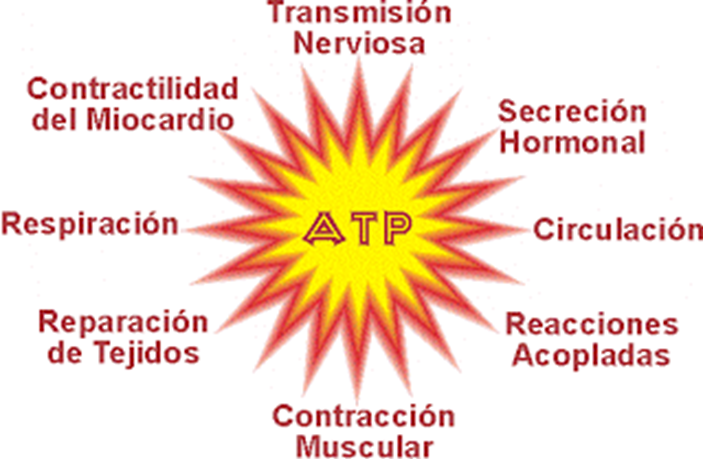 Transmisión
Nerviosa
Contractilidad
del Miocardio
Secreción
Hormonal
Respiración
ATP
Circulación
Reparación
de Tejidos
Reacciones
Acopladas
Contracción
Muscular